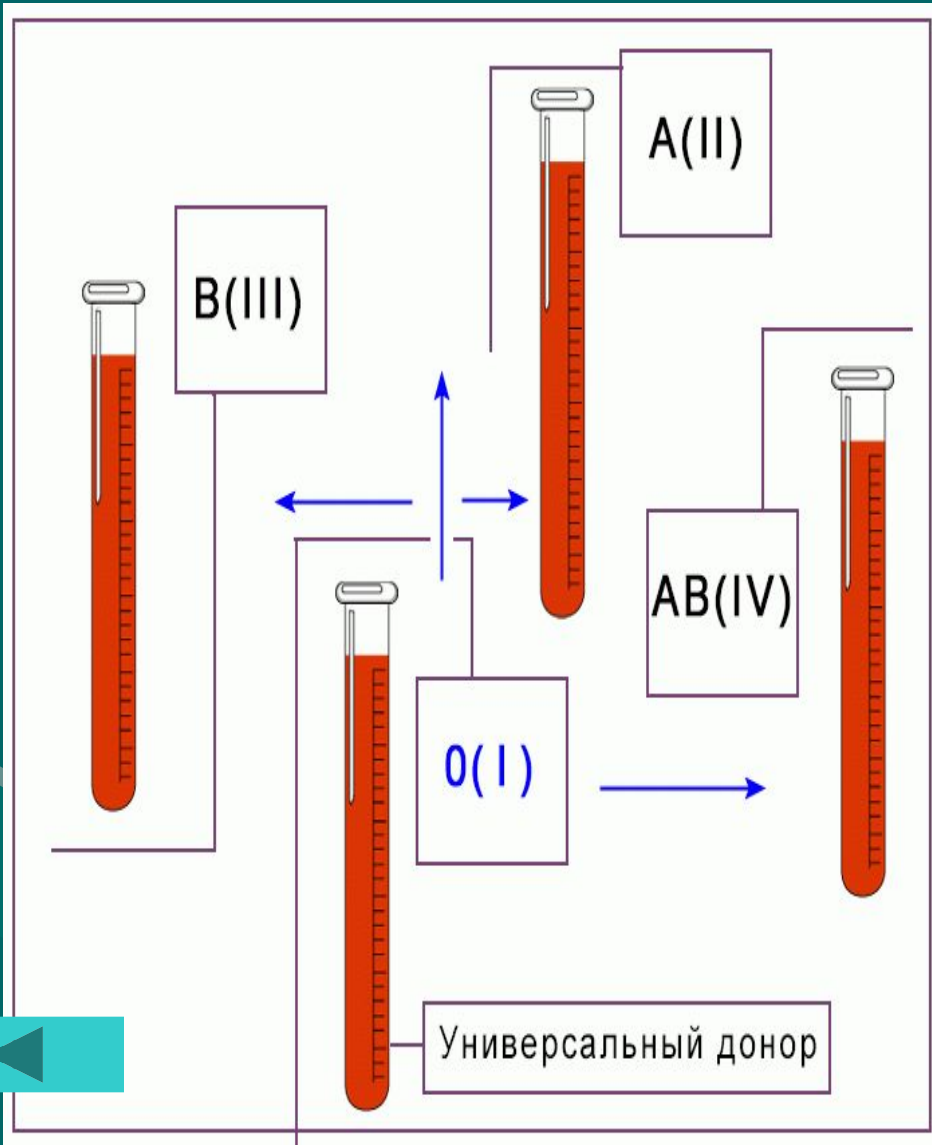 A(II)
B(III)
AB(IV)
0( I )
Универсальный донор